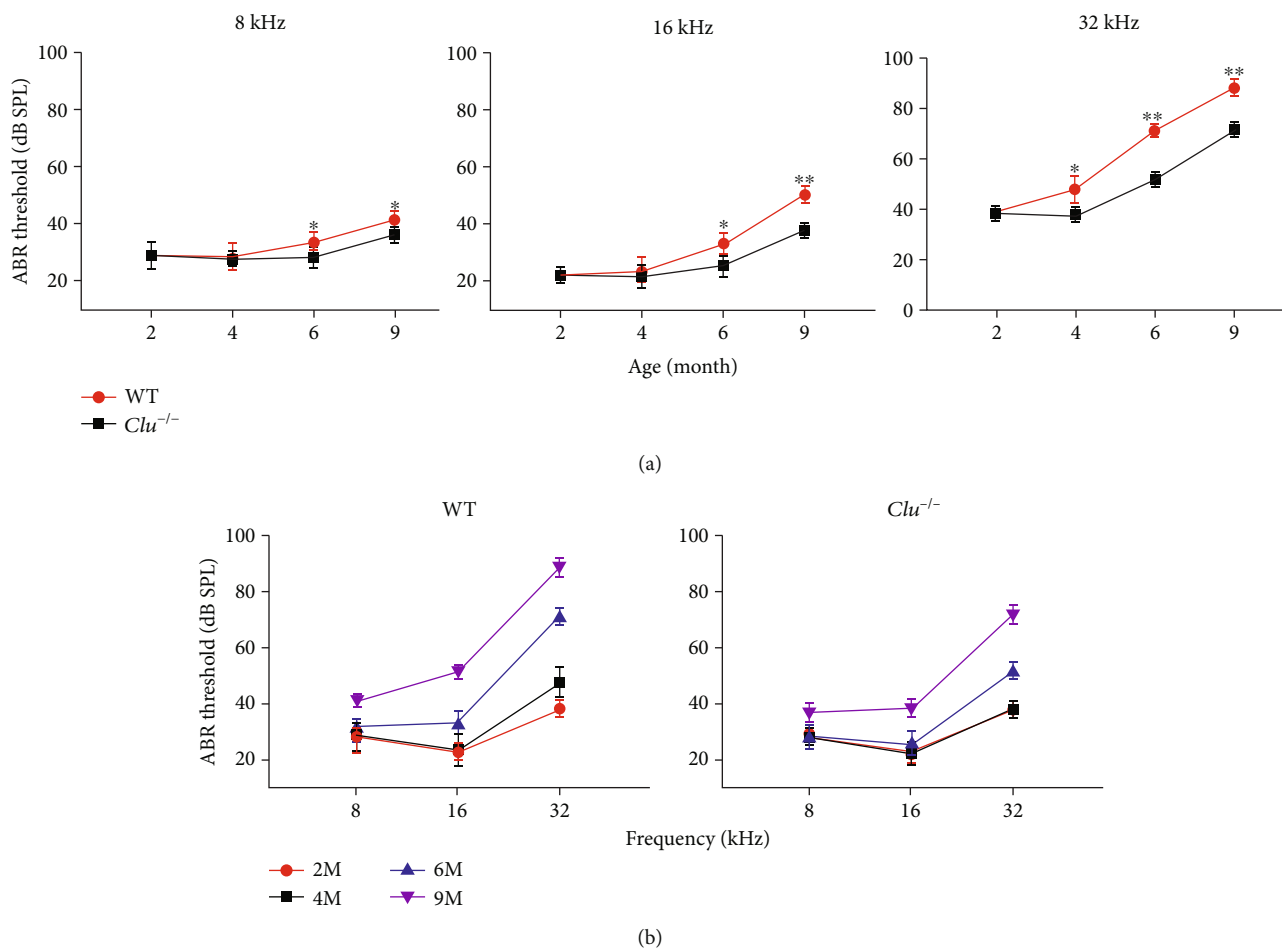 8 kHz
16 kHz
32 kHz
ABR threshold (dB SPL)
100
80
60
40
20
100
80
60
40
20
100
80
60
40
20
0
*
*
*
**
*
**
**
2 4 6 9
2 4 6 9
2 4 6 9
Age (month)
WT
Clu−/−
(a)
WT
Clu−/−
ABR threshold (dB SPL)
100
80
60
40
20
100
80
60
40
20
8 16 32
8 16 32
Frequency (kHz)
2M
4M
6M
9M
(b)